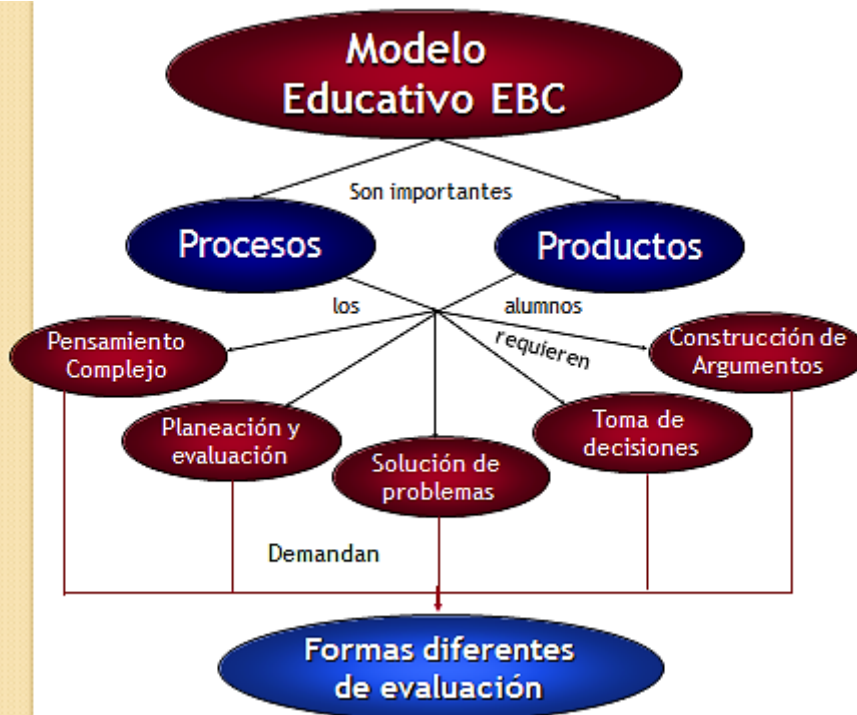 Modelo
Educativo EBC
Son importantes
Procesos
Productos
los
alumnos
requieren
Pensamiento
Complejo
Construcción de
Argumentos
Planeación y
evaluación
Toma de
decisiones
Solución de
problemas
Demandan
Formas diferentes
de evaluación